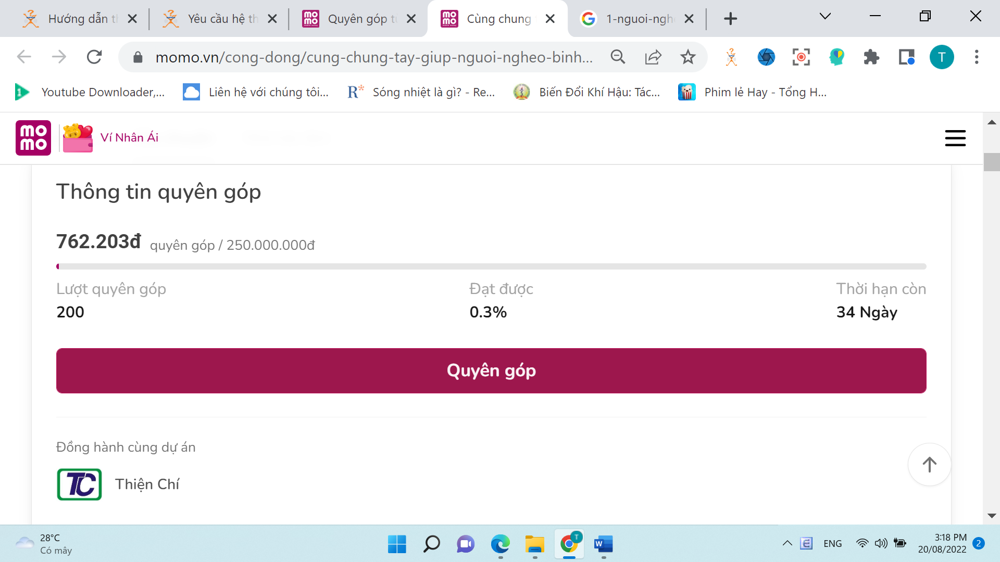 Hướng dẫn t
Yêu cầu hệ th
Quyên góp từ
Cùng chung
1-nguoi-ngh
momo.vn/cong-dong/cung-chung-tay-giup-nguoi-ngheo-binh...
T
Youtube Downloader,...
Liên hệ với chúng tôi...
R* Sóng nhiệt là gì? - Re...
Biến Đổi Khí Hậu: Tác...
Phim lẻ Hay - Tổng H...
mo
mo
Ví Nhân Ái
Thông tin quyên góp
762.203đ quyên góp / 250.000.000đ
Lượt quyên góp
200
Đạt được
0.3%
Thời hạn còn
34 Ngày
Quyên góp
Đồng hành cùng dự án
TC Thiện Chí
28°C
Có mây
ENG
3:18 PM
20/08/2022
2